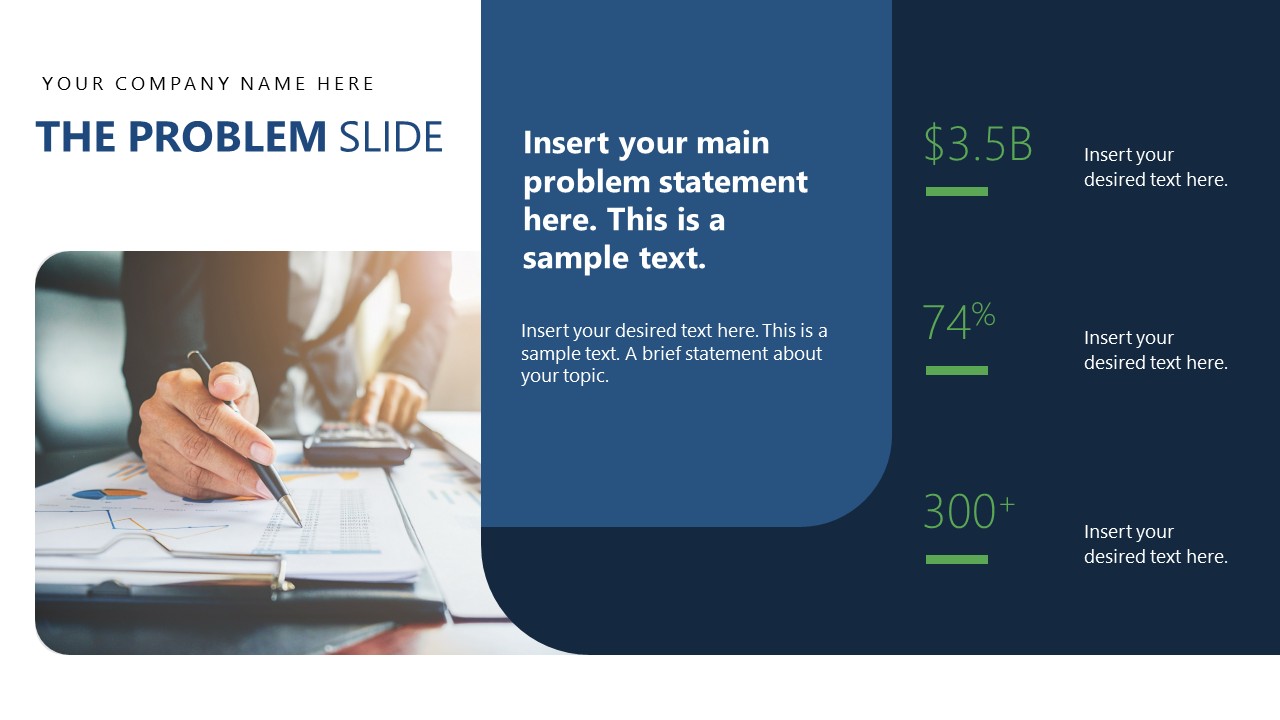 YOUR COMPANY NAME HERE
THE PROBLEM SLIDE
Insert your main
problem statement
here. This is a
sample text.
Insert your desired text here. This is a
sample text. A brief statement about
your topic.
$3.5B
Insert your
desired text here.
74%
Insert your
desired text here.
300+
Insert your
desired text here.